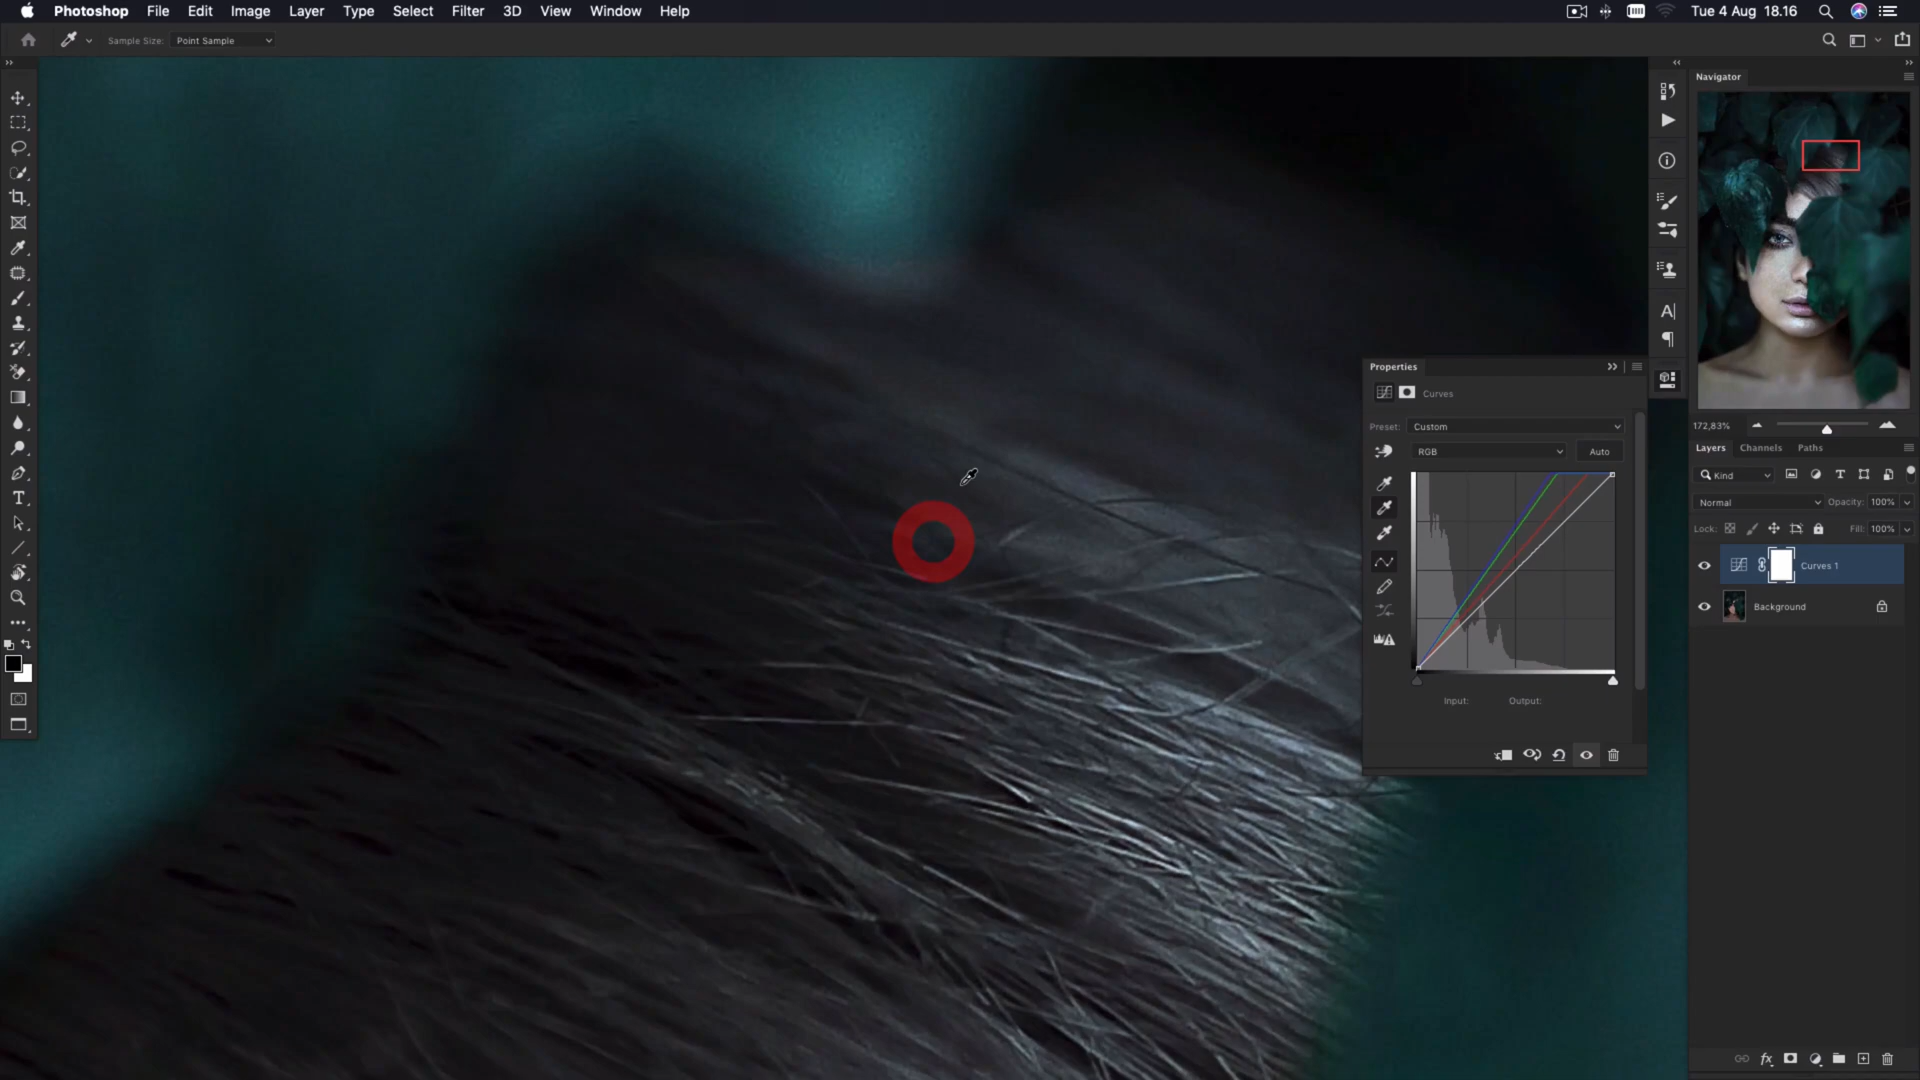 Photoshop File Edit Image Layer Type Select Filter 3D View Window Help Tue 4 Aug 18.16
Sample Size: Point Sample
Navigator
172,83%
Properties
Curves
Preset: Custom
RGB Auto
Input: Output:
Layers Channels Paths
Kind
Normal Opacity: 100%
Lock: Fill: 100%
Curves 1
Background